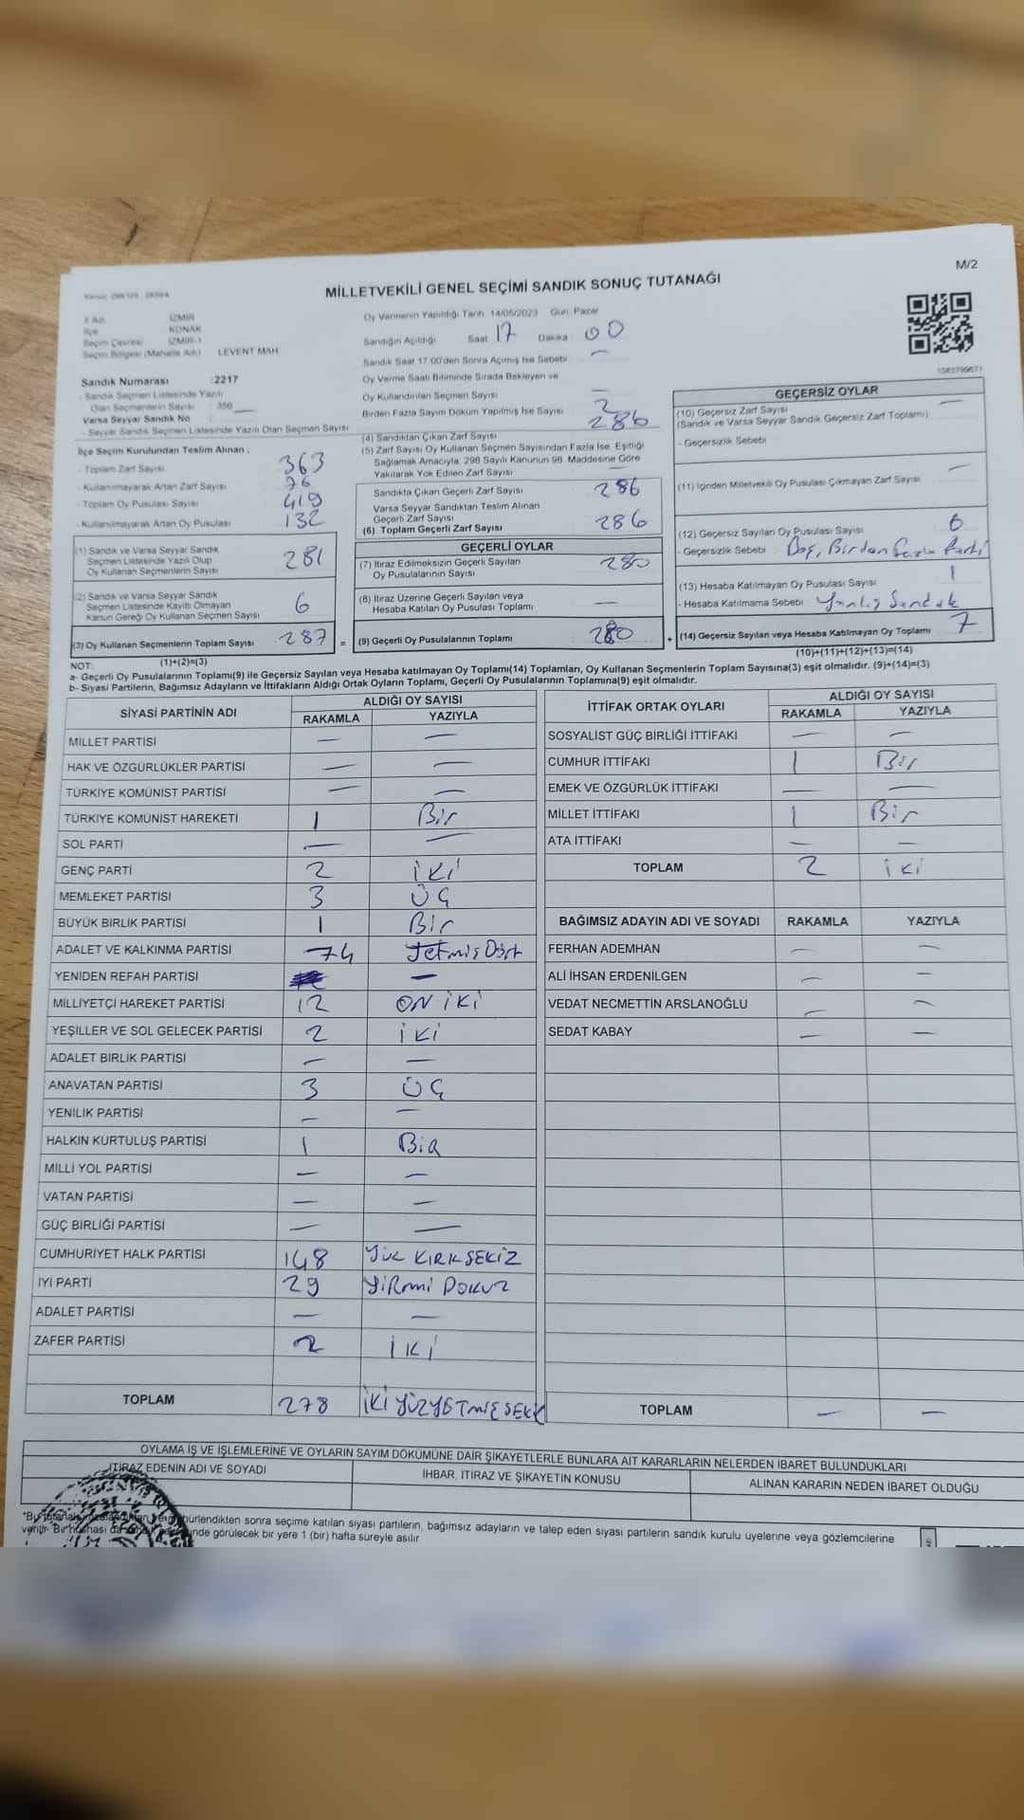 M/2
MİLLETVEKİLİ GENEL SEÇİMİ SANDIK SONUÇ TUTANAĞI
İl Adı İZMİR
İlçe KONAK
Seçim Çevresi İZMİR-1
Seçim Bölgesi (Mahalle Adı) LEVENT MAH.
Sandık Numarası :2217
- Sandık Seçmen Listesinde Yazılı
Olan Seçmenlerin Sayısı
Varsa Seyyar Sandık No
- Seyyar Sandık Seçmen Listesinde Yazılı Olan Seçmen Sayısı
Oy Vermenin Yapıldığı Tarih 14/05/2023 Gün: Pazar
Sandığın Açıldığı Saat 17 Dakika 00
Sandık Saat 17.00'den Sonra Açılmış İse Sebebi —
Oy Verme Saati Bitiminde Sırada Bekleyen ve
Oy Kullandırılan Seçmen Sayısı —
Birden Fazla Sayım Döküm Yapılmış İse Sayısı 2
İlçe Seçim Kurulundan Teslim Alınan :
- Toplam Zarf Sayısı 363
- Kullanılmayarak Artan Zarf Sayısı 76
- Toplam Oy Pusulası Sayısı 419
- Kullanılmayarak Artan Oy Pusulası 132
(1) Sandık ve Varsa Seyyar Sandık
Seçmen Listesinde Yazılı Olup
Oy Kullanan Seçmenlerin Sayısı 281
(2) Sandık ve Varsa Seyyar Sandık
Seçmen Listesinde Kayıtlı Olmayan
Kanun Gereği Oy Kullanan Seçmen Sayısı 6
(3) Oy Kullanan Seçmenlerin Toplam Sayısı 287 =
(1)+(2)=(3)
(4) Sandıktan Çıkan Zarf Sayısı 286
(5) Zarf Sayısı Oy Kullanan Seçmen Sayısından Fazla İse, Eşitliği
Sağlamak Amacıyla, 298 Sayılı Kanunun 98. Maddesine Göre
Yakılarak Yok Edilen Zarf Sayısı —
Sandıkta Çıkan Geçerli Zarf Sayısı 286
Varsa Seyyar Sandıktan Teslim Alınan
Geçerli Zarf Sayısı
(6) Toplam Geçerli Zarf Sayısı 286
GEÇERLİ OYLAR
(7) İtiraz Edilmeksizin Geçerli Sayılan
Oy Pusulalarının Sayısı 280
(8) İtiraz Üzerine Geçerli Sayılan veya
Hesaba Katılan Oy Pusulası Toplamı —
(9) Geçerli Oy Pusulalarının Toplamı 280 +
GEÇERSİZ OYLAR
(10) Geçersiz Zarf Sayısı
(Sandık ve Varsa Seyyar Sandık Geçersiz Zarf Toplamı) —
- Geçersizlik Sebebi
(11) İçinden Milletvekili Oy Pusulası Çıkmayan Zarf Sayısı —
(12) Geçersiz Sayılan Oy Pusulası Sayısı 6
- Geçersizlik Sebebi Boş, Birden fazla Parti
(13) Hesaba Katılmayan Oy Pusulası Sayısı 1
- Hesaba Katılmama Sebebi Yanlış Sandık
(14) Geçersiz Sayılan veya Hesaba Katılmayan Oy Toplamı 7
(10)+(11)+(12)+(13)=(14)
NOT:
a- Geçerli Oy Pusulalarının Toplamı(9) ile Geçersiz Sayılan veya Hesaba katılmayan Oy Toplamı(14) Toplamları, Oy Kullanan Seçmenlerin Toplam Sayısına(3) eşit olmalıdır. (9)+(14)=(3)
b- Siyasi Partilerin, Bağımsız Adayların ve İttifakların Aldığı Ortak Oyların Toplamı, Geçerli Oy Pusulalarının Toplamına(9) eşit olmalıdır.
SİYASİ PARTİNİN ADI ALDIĞI OY SAYISI
RAKAMLA YAZIYLA
MİLLET PARTİSİ — —
HAK VE ÖZGÜRLÜKLER PARTİSİ — —
TÜRKİYE KOMÜNİST PARTİSİ — —
TÜRKİYE KOMÜNİST HAREKETİ 1 Bir
SOL PARTİ — —
GENÇ PARTİ 2 İKİ
MEMLEKET PARTİSİ 3 ÜÇ
BÜYÜK BİRLİK PARTİSİ 1 Bir
ADALET VE KALKINMA PARTİSİ 74 YetmişDört
YENİDEN REFAH PARTİSİ —
MİLLİYETÇİ HAREKET PARTİSİ 12 ON İKİ
YEŞİLLER VE SOL GELECEK PARTİSİ 2 İKİ
ADALET BİRLİK PARTİSİ — —
ANAVATAN PARTİSİ 3 ÜÇ
YENİLİK PARTİSİ — —
HALKIN KURTULUŞ PARTİSİ 1 BiR
MİLLİ YOL PARTİSİ — —
VATAN PARTİSİ — —
GÜÇ BİRLİĞİ PARTİSİ — —
CUMHURİYET HALK PARTİSİ 148 YÜZ KIRKSEKİZ
İYİ PARTİ 29 YİRMİ DOKUZ
ADALET PARTİSİ — —
ZAFER PARTİSİ 2 İKİ
TOPLAM 278 İKİYÜZYETMİŞSEKİZ
İTTİFAK ORTAK OYLARI ALDIĞI OY SAYISI
RAKAMLA YAZIYLA
SOSYALİST GÜÇ BİRLİĞİ İTTİFAKI — —
CUMHUR İTTİFAKI 1 Bir
EMEK VE ÖZGÜRLÜK İTTİFAKI — —
MİLLET İTTİFAKI 1 Bir
ATA İTTİFAKI — —
TOPLAM 2 iki
BAĞIMSIZ ADAYIN ADI VE SOYADI RAKAMLA YAZIYLA
FERHAN ADEMHAN — —
ALİ İHSAN ERDENİLGEN — —
VEDAT NECMETTİN ARSLANOĞLU — —
SEDAT KABAY — —
TOPLAM — —
OYLAMA İŞ VE İŞLEMLERİNE VE OYLARIN SAYIM DÖKÜMÜNE DAİR ŞİKAYETLERLE BUNLARA AİT KARARLARIN NELERDEN İBARET BULUNDUKLARI
İTİRAZ EDENİN ADI VE SOYADI İHBAR, İTİRAZ VE ŞİKAYETİN KONUSU ALINAN KARARIN NEDEN İBARET OLDUĞU
sonra seçime katılan siyasi partilerin, bağımsız adayların ve talep eden siyasi partilerin sandık kurulu üyelerine veya gözlemcilerine
görülecek bir yere 1 (bir) hafta süreyle asılır